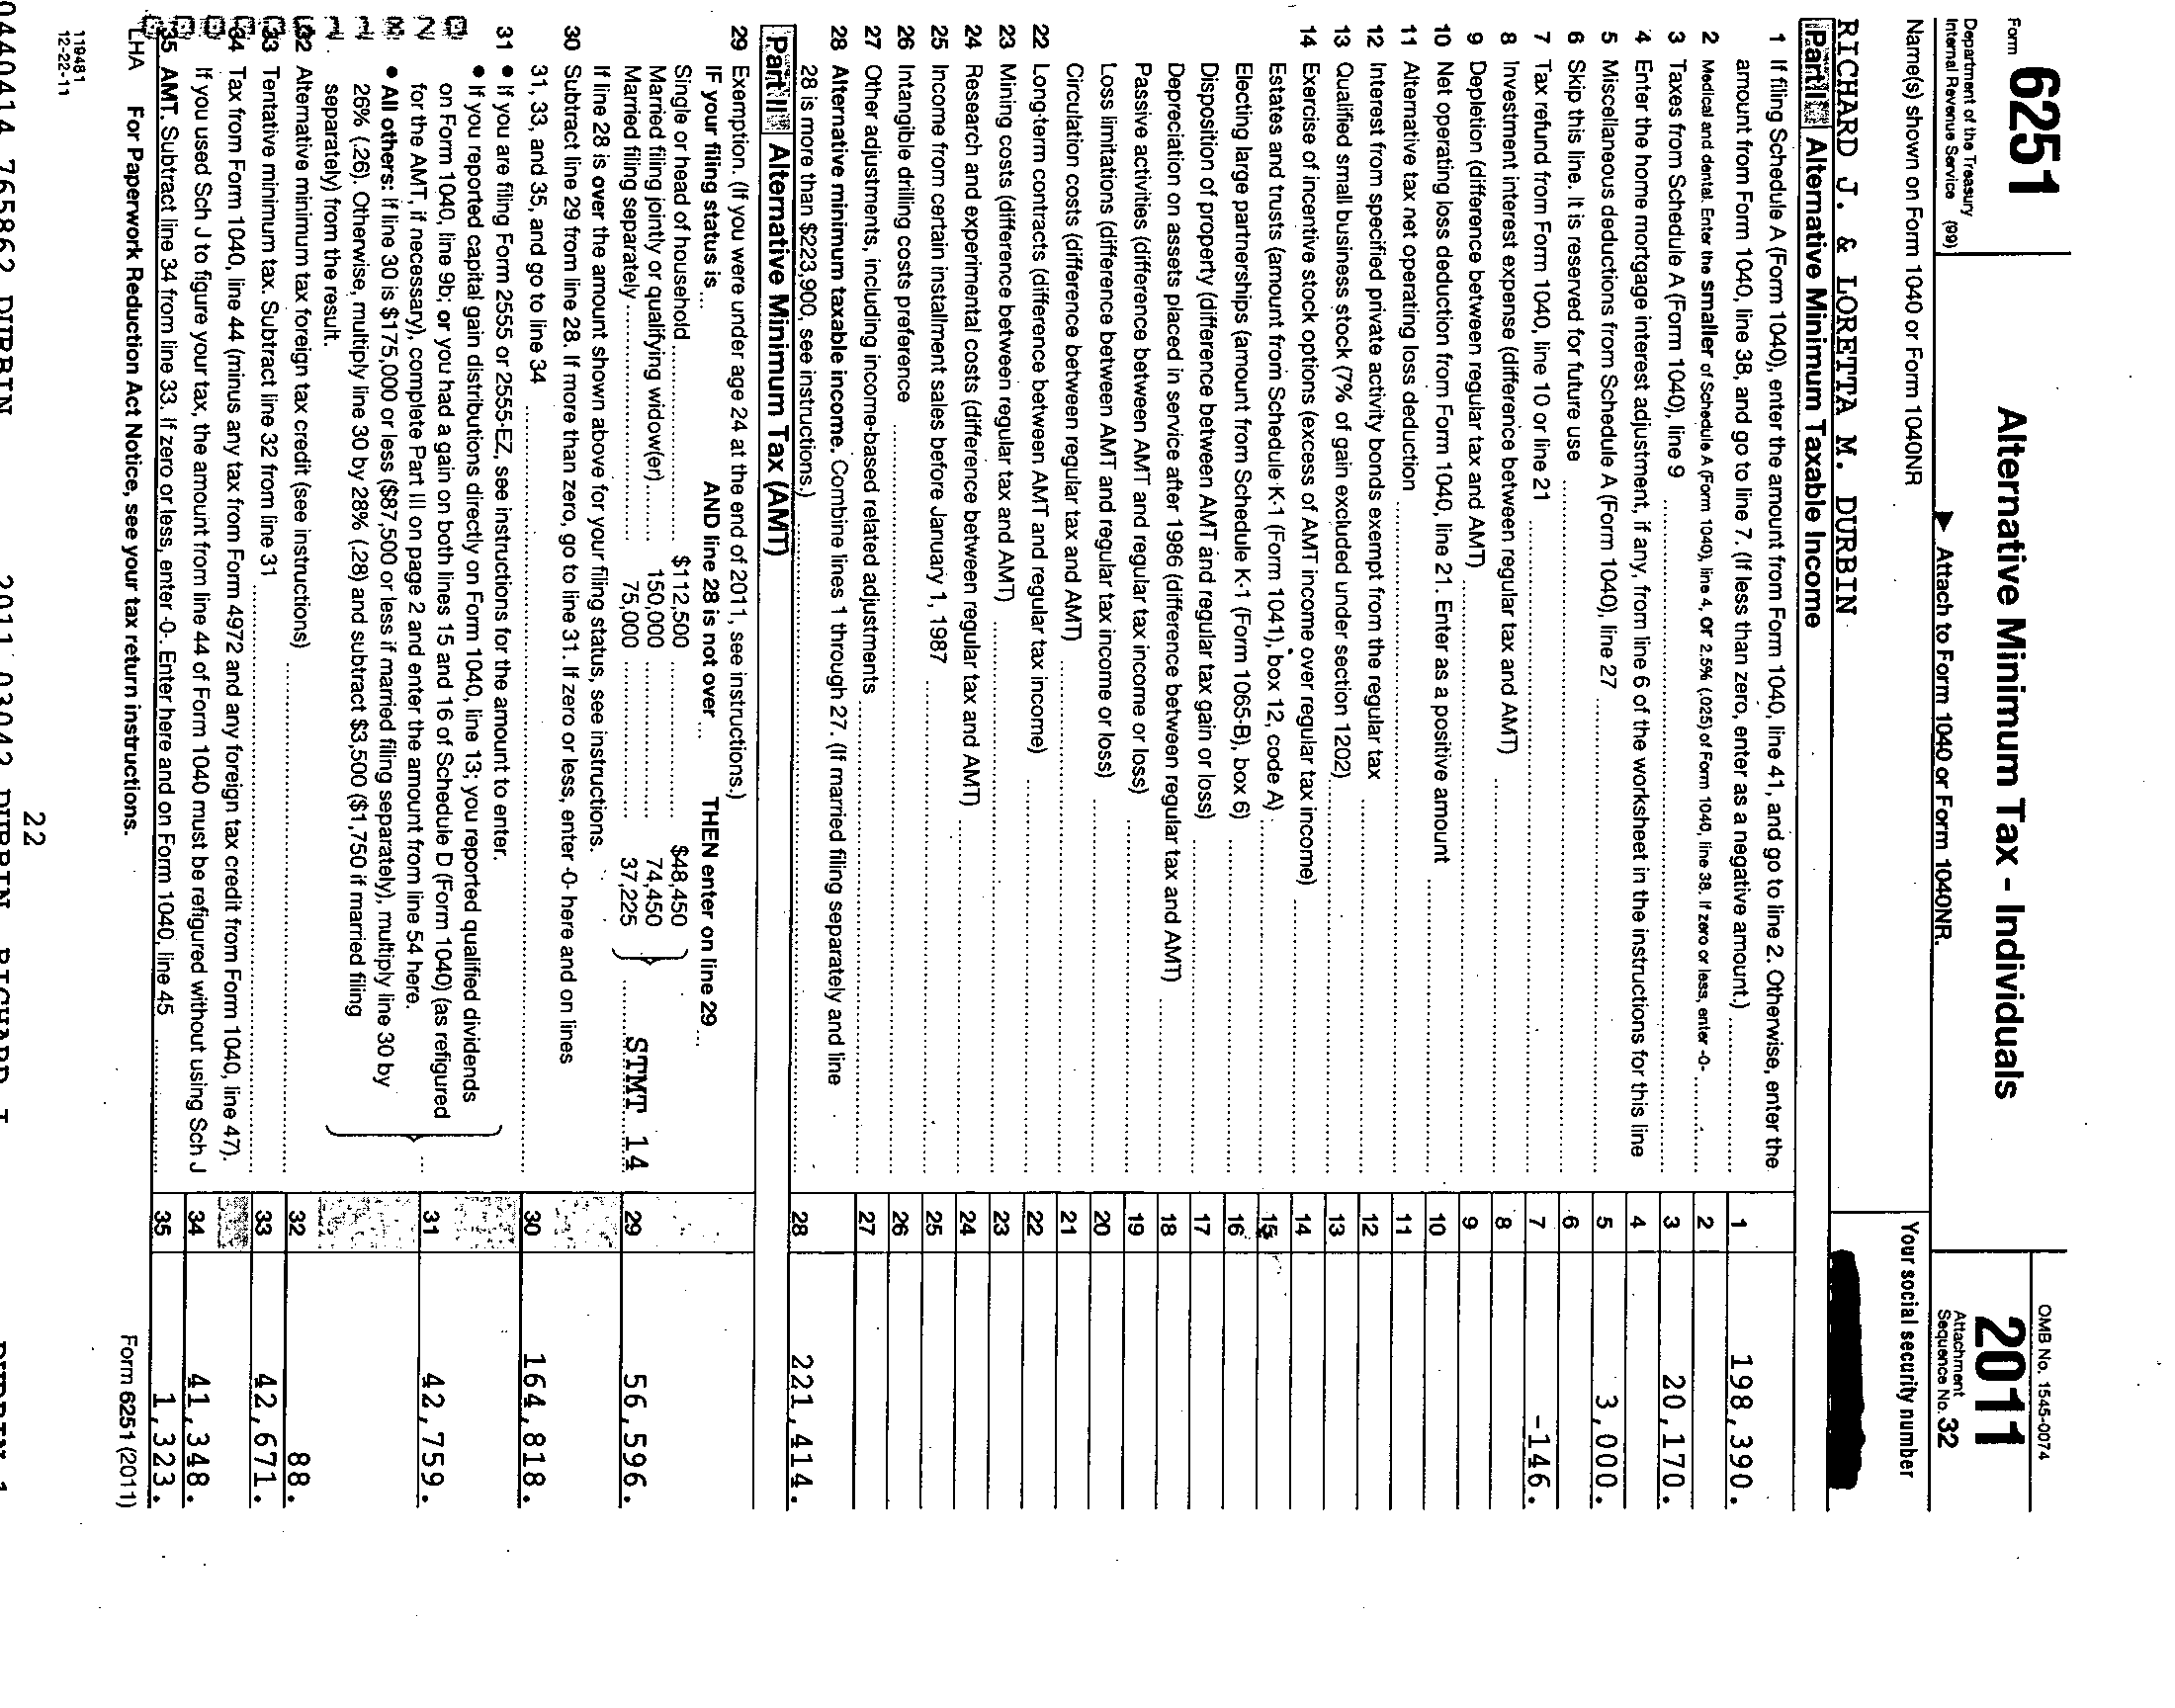 Form 6251
Department of the Treasury
Internal Revenue Service (99)
Alternative Minimum Tax - Individuals
▶ Attach to Form 1040 or Form 1040NR.
OMB No. 1545-0074
2011
Attachment
Sequence No. 32
Name(s) shown on Form 1040 or Form 1040NR
Your social security number
RICHARD J. & LORETTA M. DURBIN
Part I Alternative Minimum Taxable Income
1 If filing Schedule A (Form 1040), enter the amount from Form 1040, line 41, and go to line 2. Otherwise, enter the
amount from Form 1040, line 38, and go to line 7. (If less than zero, enter as a negative amount.) 1 198,390.
2 Medical and dental. Enter the smaller of Schedule A (Form 1040), line 4, or 2.5% (.025) of Form 1040, line 38. If zero or less, enter -0- 2
3 Taxes from Schedule A (Form 1040), line 9 3 20,170.
4 Enter the home mortgage interest adjustment, if any, from line 6 of the worksheet in the instructions for this line 4
5 Miscellaneous deductions from Schedule A (Form 1040), line 27 5 3,000.
6 Skip this line. It is reserved for future use 6
7 Tax refund from Form 1040, line 10 or line 21 7 -146.
8 Investment interest expense (difference between regular tax and AMT) 8
9 Depletion (difference between regular tax and AMT) 9
10 Net operating loss deduction from Form 1040, line 21. Enter as a positive amount 10
11 Alternative tax net operating loss deduction 11
12 Interest from specified private activity bonds exempt from the regular tax 12
13 Qualified small business stock (7% of gain excluded under section 1202) 13
14 Exercise of incentive stock options (excess of AMT income over regular tax income) 14
Estates and trusts (amount from Schedule K-1 (Form 1041), box 12, code A) 15
Electing large partnerships (amount from Schedule K-1 (Form 1065-B), box 6) 16
Disposition of property (difference between AMT and regular tax gain or loss) 17
Depreciation on assets placed in service after 1986 (difference between regular tax and AMT) 18
Passive activities (difference between AMT and regular tax income or loss) 19
Loss limitations (difference between AMT and regular tax income or loss) 20
Circulation costs (difference between regular tax and AMT) 21
22 Long-term contracts (difference between AMT and regular tax income) 22
23 Mining costs (difference between regular tax and AMT) 23
24 Research and experimental costs (difference between regular tax and AMT) 24
25 Income from certain installment sales before January 1, 1987 25
26 Intangible drilling costs preference 26
27 Other adjustments, including income-based related adjustments 27
28 Alternative minimum taxable income. Combine lines 1 through 27. (If married filing separately and line
28 is more than $223,900, see instructions.) 28 221,414.
Part II Alternative Minimum Tax (AMT)
29 Exemption. (If you were under age 24 at the end of 2011, see instructions.)
IF your filing status is ... AND line 28 is not over ... THEN enter on line 29 ...
Single or head of household $112,500 $48,450
Married filing jointly or qualifying widow(er) 150,000 74,450
Married filing separately 75,000 37,225 STMT 14 29 56,596.
If line 28 is over the amount shown above for your filing status, see instructions.
30 Subtract line 29 from line 28. If more than zero, go to line 31. If zero or less, enter -0- here and on lines
31, 33, and 35, and go to line 34 30 164,818.
31 ● If you are filing Form 2555 or 2555-EZ, see instructions for the amount to enter.
● If you reported capital gain distributions directly on Form 1040, line 13; you reported qualified dividends
on Form 1040, line 9b; or you had a gain on both lines 15 and 16 of Schedule D (Form 1040) (as refigured
for the AMT, if necessary), complete Part III on page 2 and enter the amount from line 54 here. 31 42,759.
● All others: If line 30 is $175,000 or less ($87,500 or less if married filing separately), multiply line 30 by
26% (.26). Otherwise, multiply line 30 by 28% (.28) and subtract $3,500 ($1,750 if married filing
separately) from the result.
32 Alternative minimum tax foreign tax credit (see instructions) 32 88.
33 Tentative minimum tax. Subtract line 32 from line 31 33 42,671.
34 Tax from Form 1040, line 44 (minus any tax from Form 4972 and any foreign tax credit from Form 1040, line 47).
If you used Sch J to figure your tax, the amount from line 44 of Form 1040 must be refigured without using Sch J 34 41,348.
35 AMT. Subtract line 34 from line 33. If zero or less, enter -0-. Enter here and on Form 1040, line 45 35 1,323.
LHA For Paperwork Reduction Act Notice, see your tax return instructions. Form 6251 (2011)
119481
12-22-11
22
0440414 765862 DURBIN 2011.03042 DURBIN, RICHARD J DURBIN_1